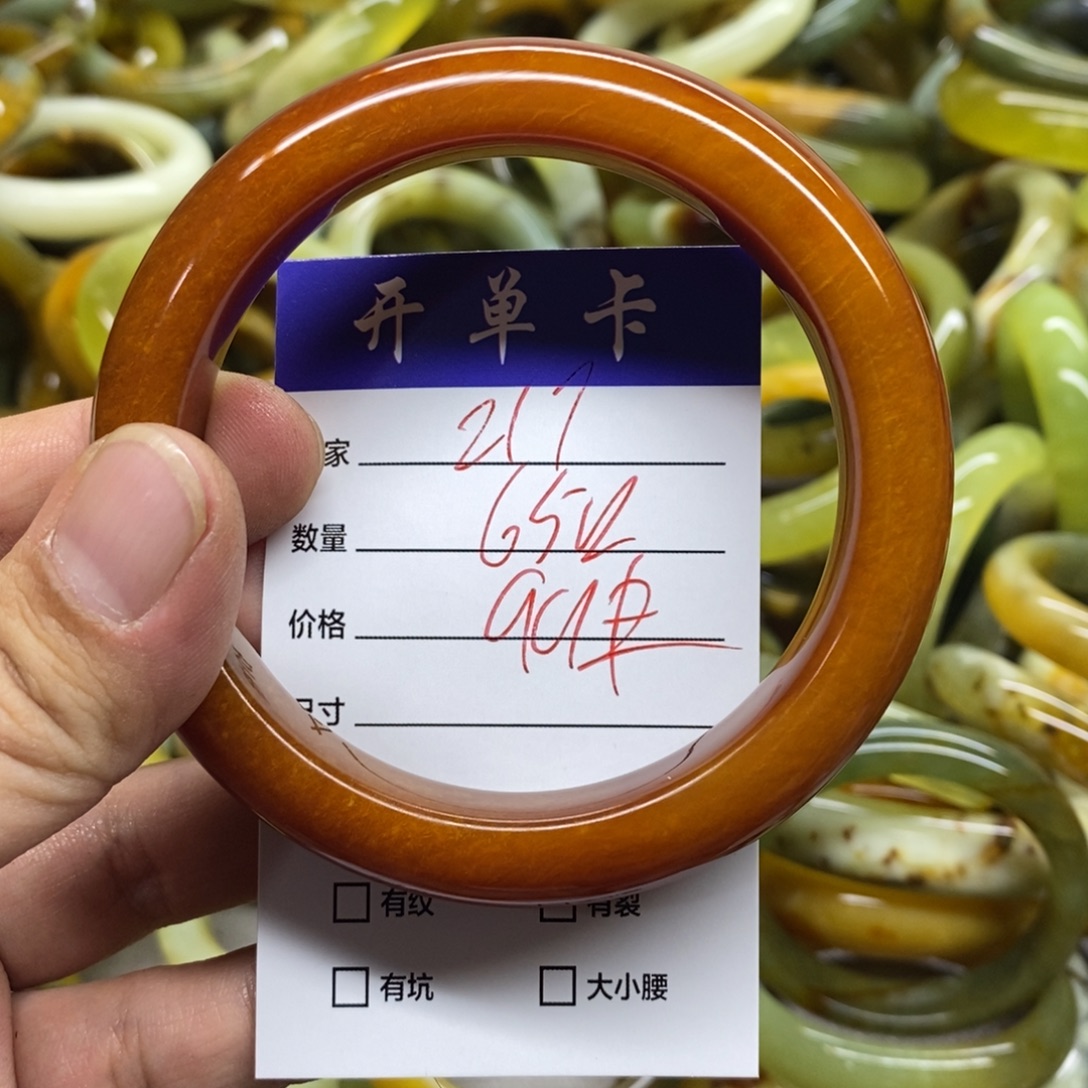 开单卡
家 217
数量 65
价格 99
寸
有纹 有裂
有坑 大小腰